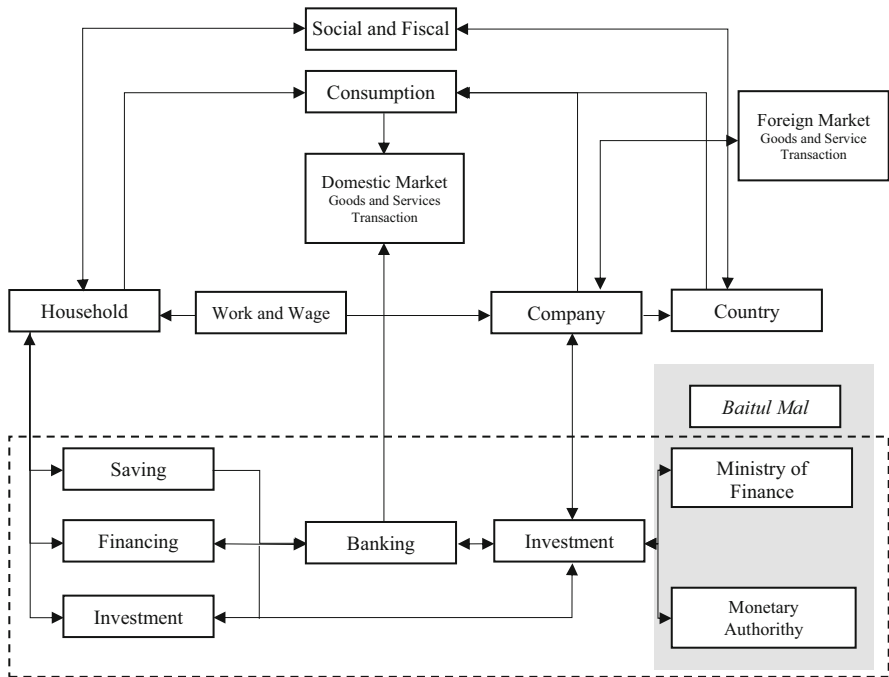 Social and Fiscal
Consumption
Foreign Market
Goods and Service
Transaction
Domestic Market
Goods and Services
Transaction
Household
Work and Wage
Company
Country
Baitul Mal
Saving
Ministry of
Finance
Financing
Banking
Investment
Investment
Monetary
Authorithy